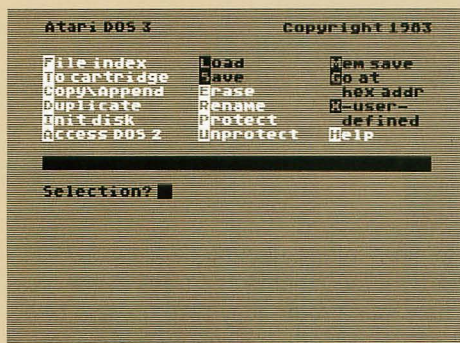 Atari DOS 3 Copyright 1983
File index Load Mem save
To cartridge Save Go at
Copy\Append Erase hex addr
Duplicate Rename X-user-
Init disk Protect defined
Access DOS 2 Unprotect Help
Selection?